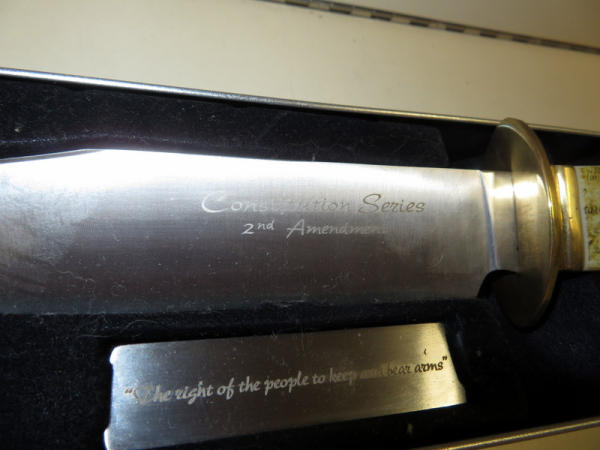 Constitution Series
2nd Amendment
"The right of the people to keep and bear arms"